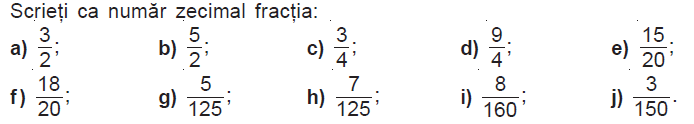 Scrieți ca număr zecimal fracția:
a) 3/2; b) 5/2; c) 3/4; d) 9/4; e) 15/20;
f) 18/20; g) 5/125; h) 7/125; i) 8/160; j) 3/150.